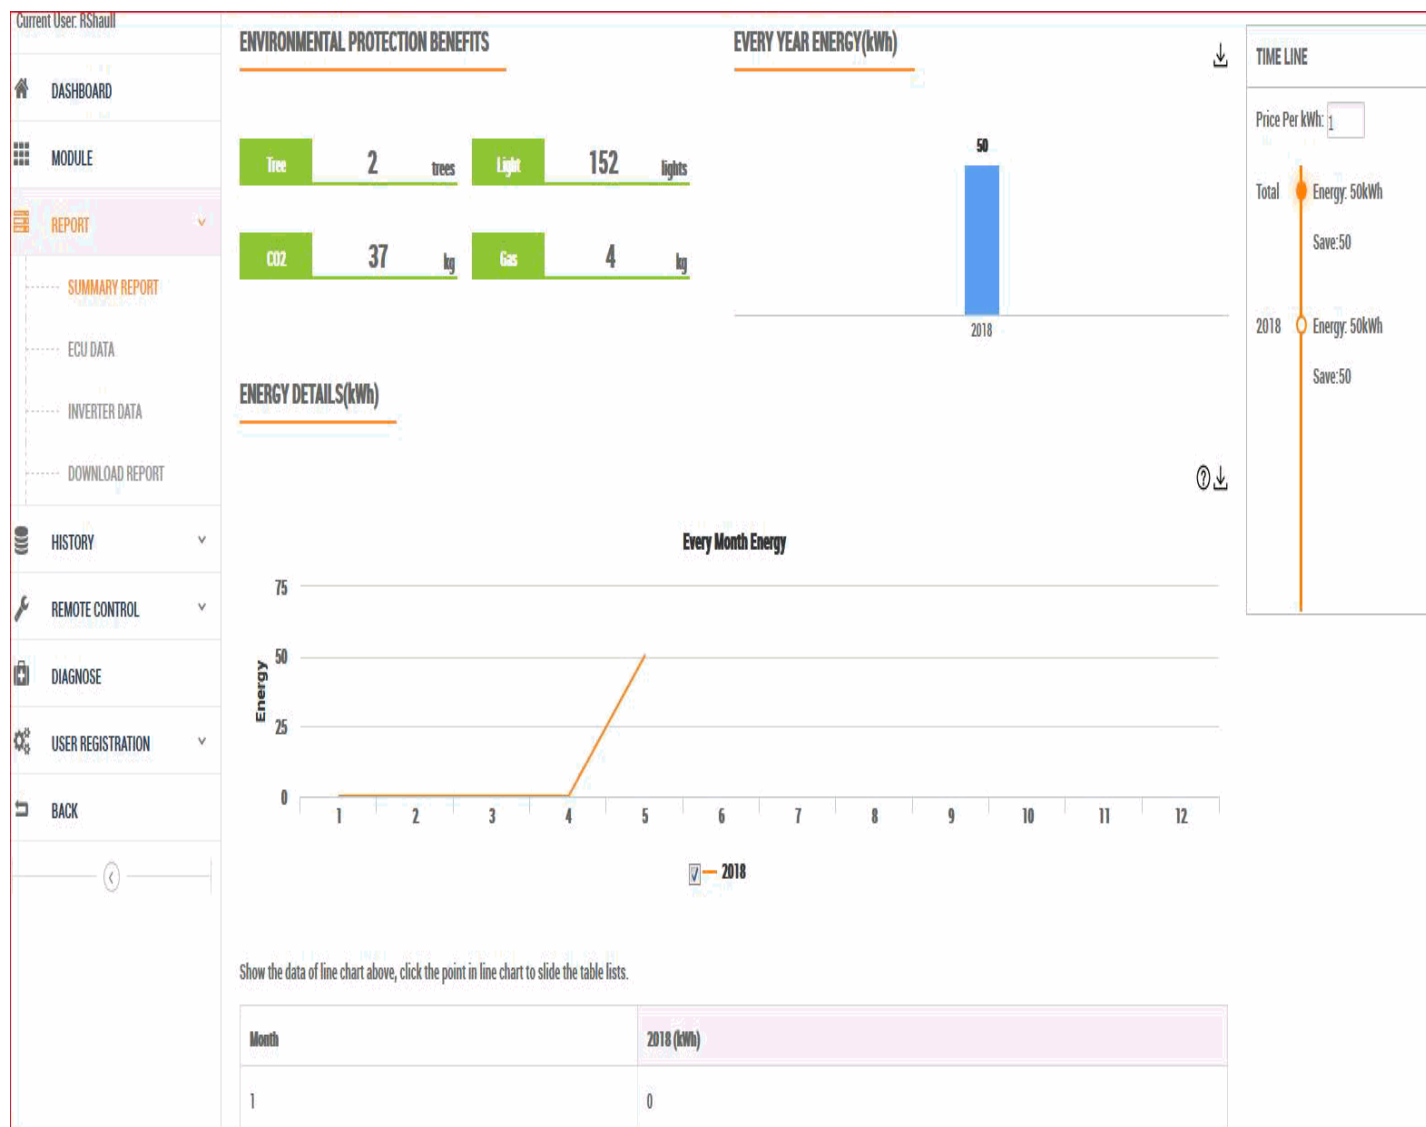 Current User: RShaull
DASHBOARD
MODULE
REPORT
SUMMARY REPORT
ECU DATA
INVERTER DATA
DOWNLOAD REPORT
HISTORY
REMOTE CONTROL
DIAGNOSE
USER REGISTRATION
BACK
ENVIRONMENTAL PROTECTION BENEFITS
Tree 2 trees Light 152 lights
CO2 37 kg Gas 4 kg
EVERY YEAR ENERGY(kWh)
50
2018
TIME LINE
Price Per kWh: 1
Total Energy: 50kWh
Save:50
2018 Energy: 50kWh
Save:50
ENERGY DETAILS(kWh)
Every Month Energy
Energy
75
50
25
0
1 2 3 4 5 6 7 8 9 10 11 12
2018
Show the data of line chart above, click the point in line chart to slide the table lists.
Month 2018 (kWh)
1 0